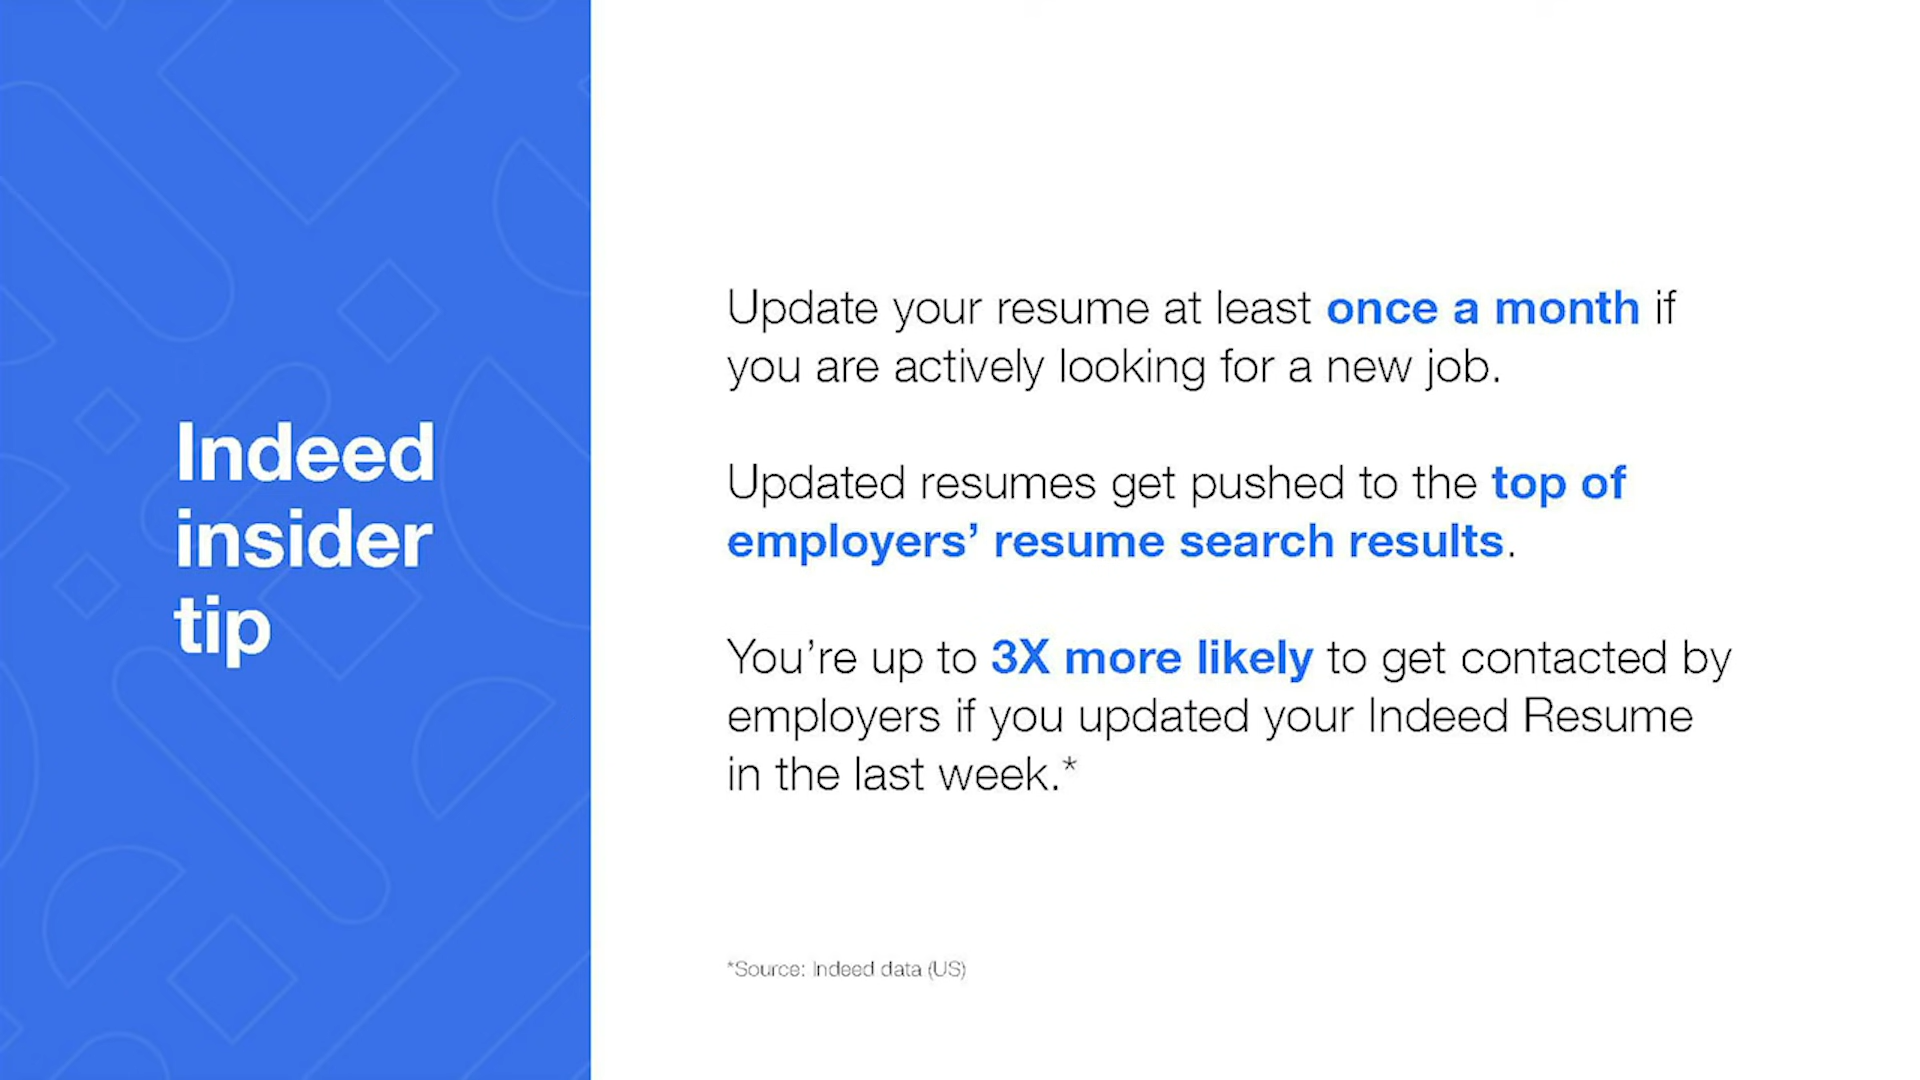 Indeed
insider
tip
Update your resume at least once a month if
you are actively looking for a new job.
Updated resumes get pushed to the top of
employers’ resume search results.
You’re up to 3X more likely to get contacted by
employers if you updated your Indeed Resume
in the last week.*
*Source: Indeed data (US)